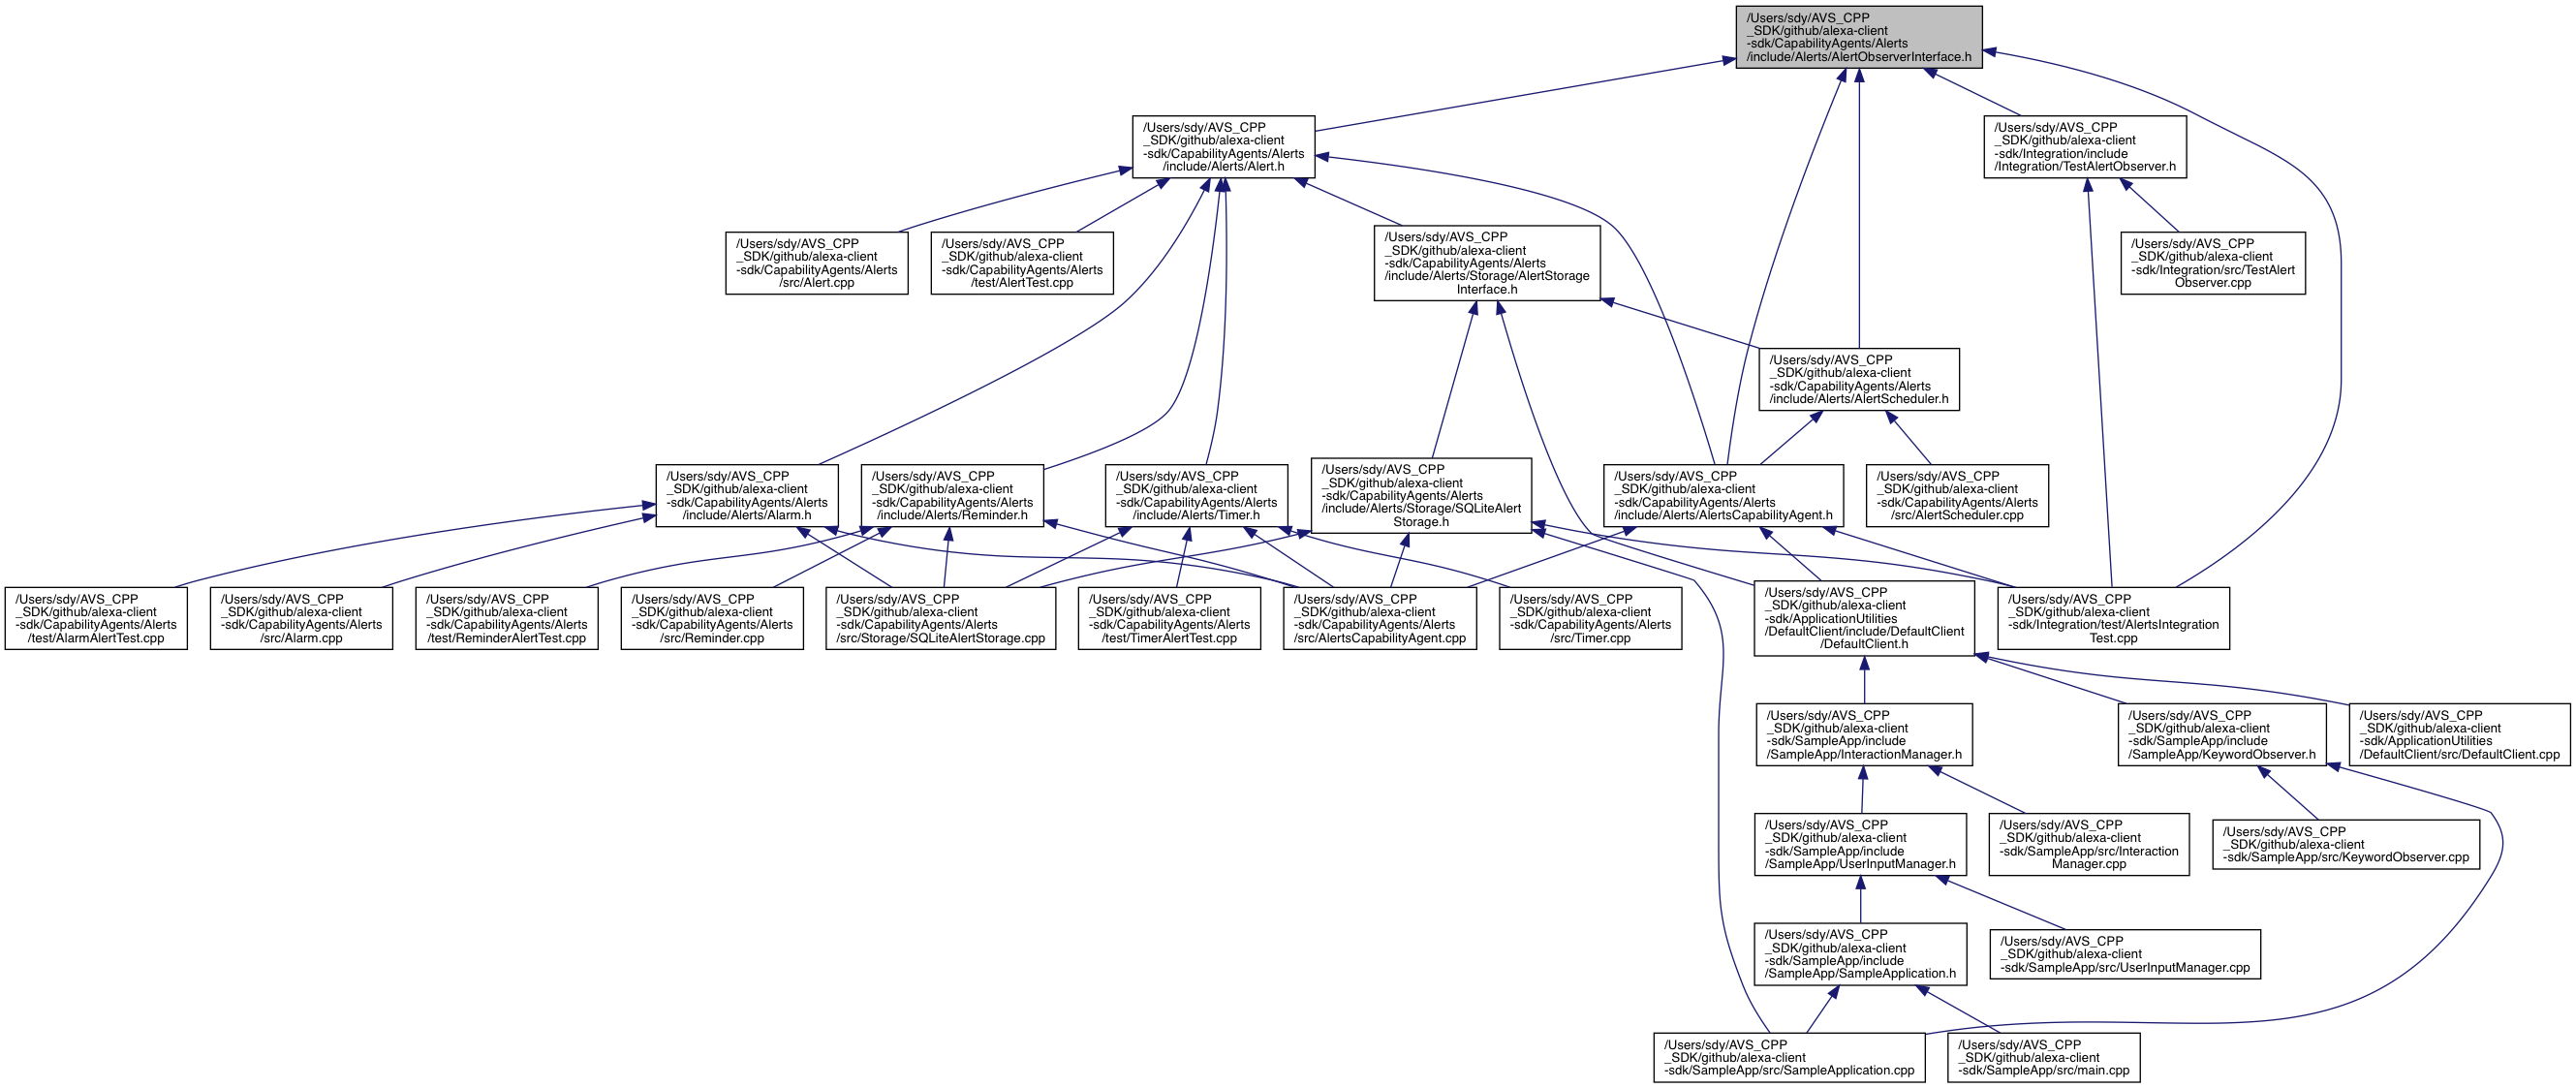 /Users/sdy/AVS_CPP
_SDK/github/alexa-client
-sdk/CapabilityAgents/Alerts
/include/Alerts/AlertObserverInterface.h
/Users/sdy/AVS_CPP
_SDK/github/alexa-client
-sdk/CapabilityAgents/Alerts
/include/Alerts/Alert.h
/Users/sdy/AVS_CPP
_SDK/github/alexa-client
-sdk/Integration/include
/Integration/TestAlertObserver.h
/Users/sdy/AVS_CPP
_SDK/github/alexa-client
-sdk/CapabilityAgents/Alerts
/src/Alert.cpp
/Users/sdy/AVS_CPP
_SDK/github/alexa-client
-sdk/CapabilityAgents/Alerts
/test/AlertTest.cpp
/Users/sdy/AVS_CPP
_SDK/github/alexa-client
-sdk/CapabilityAgents/Alerts
/include/Alerts/Storage/AlertStorage
Interface.h
/Users/sdy/AVS_CPP
_SDK/github/alexa-client
-sdk/Integration/src/TestAlert
Observer.cpp
/Users/sdy/AVS_CPP
_SDK/github/alexa-client
-sdk/CapabilityAgents/Alerts
/include/Alerts/AlertScheduler.h
/Users/sdy/AVS_CPP
_SDK/github/alexa-client
-sdk/CapabilityAgents/Alerts
/include/Alerts/Alarm.h
/Users/sdy/AVS_CPP
_SDK/github/alexa-client
-sdk/CapabilityAgents/Alerts
/include/Alerts/Reminder.h
/Users/sdy/AVS_CPP
_SDK/github/alexa-client
-sdk/CapabilityAgents/Alerts
/include/Alerts/Timer.h
/Users/sdy/AVS_CPP
_SDK/github/alexa-client
-sdk/CapabilityAgents/Alerts
/include/Alerts/Storage/SQLiteAlert
Storage.h
/Users/sdy/AVS_CPP
_SDK/github/alexa-client
-sdk/CapabilityAgents/Alerts
/include/Alerts/AlertsCapabilityAgent.h
/Users/sdy/AVS_CPP
_SDK/github/alexa-client
-sdk/CapabilityAgents/Alerts
/src/AlertScheduler.cpp
/Users/sdy/AVS_CPP
_SDK/github/alexa-client
-sdk/CapabilityAgents/Alerts
/test/AlarmAlertTest.cpp
/Users/sdy/AVS_CPP
_SDK/github/alexa-client
-sdk/CapabilityAgents/Alerts
/src/Alarm.cpp
/Users/sdy/AVS_CPP
_SDK/github/alexa-client
-sdk/CapabilityAgents/Alerts
/test/ReminderAlertTest.cpp
/Users/sdy/AVS_CPP
_SDK/github/alexa-client
-sdk/CapabilityAgents/Alerts
/src/Reminder.cpp
/Users/sdy/AVS_CPP
_SDK/github/alexa-client
-sdk/CapabilityAgents/Alerts
/src/Storage/SQLiteAlertStorage.cpp
/Users/sdy/AVS_CPP
_SDK/github/alexa-client
-sdk/CapabilityAgents/Alerts
/test/TimerAlertTest.cpp
/Users/sdy/AVS_CPP
_SDK/github/alexa-client
-sdk/CapabilityAgents/Alerts
/src/AlertsCapabilityAgent.cpp
/Users/sdy/AVS_CPP
_SDK/github/alexa-client
-sdk/CapabilityAgents/Alerts
/src/Timer.cpp
/Users/sdy/AVS_CPP
_SDK/github/alexa-client
-sdk/ApplicationUtilities
/DefaultClient/include/DefaultClient
/DefaultClient.h
/Users/sdy/AVS_CPP
_SDK/github/alexa-client
-sdk/Integration/test/AlertsIntegration
Test.cpp
/Users/sdy/AVS_CPP
_SDK/github/alexa-client
-sdk/SampleApp/include
/SampleApp/InteractionManager.h
/Users/sdy/AVS_CPP
_SDK/github/alexa-client
-sdk/SampleApp/include
/SampleApp/KeywordObserver.h
/Users/sdy/AVS_CPP
_SDK/github/alexa-client
-sdk/ApplicationUtilities
/DefaultClient/src/DefaultClient.cpp
/Users/sdy/AVS_CPP
_SDK/github/alexa-client
-sdk/SampleApp/include
/SampleApp/UserInputManager.h
/Users/sdy/AVS_CPP
_SDK/github/alexa-client
-sdk/SampleApp/src/Interaction
Manager.cpp
/Users/sdy/AVS_CPP
_SDK/github/alexa-client
-sdk/SampleApp/src/KeywordObserver.cpp
/Users/sdy/AVS_CPP
_SDK/github/alexa-client
-sdk/SampleApp/include
/SampleApp/SampleApplication.h
/Users/sdy/AVS_CPP
_SDK/github/alexa-client
-sdk/SampleApp/src/UserInputManager.cpp
/Users/sdy/AVS_CPP
_SDK/github/alexa-client
-sdk/SampleApp/src/SampleApplication.cpp
/Users/sdy/AVS_CPP
_SDK/github/alexa-client
-sdk/SampleApp/src/main.cpp